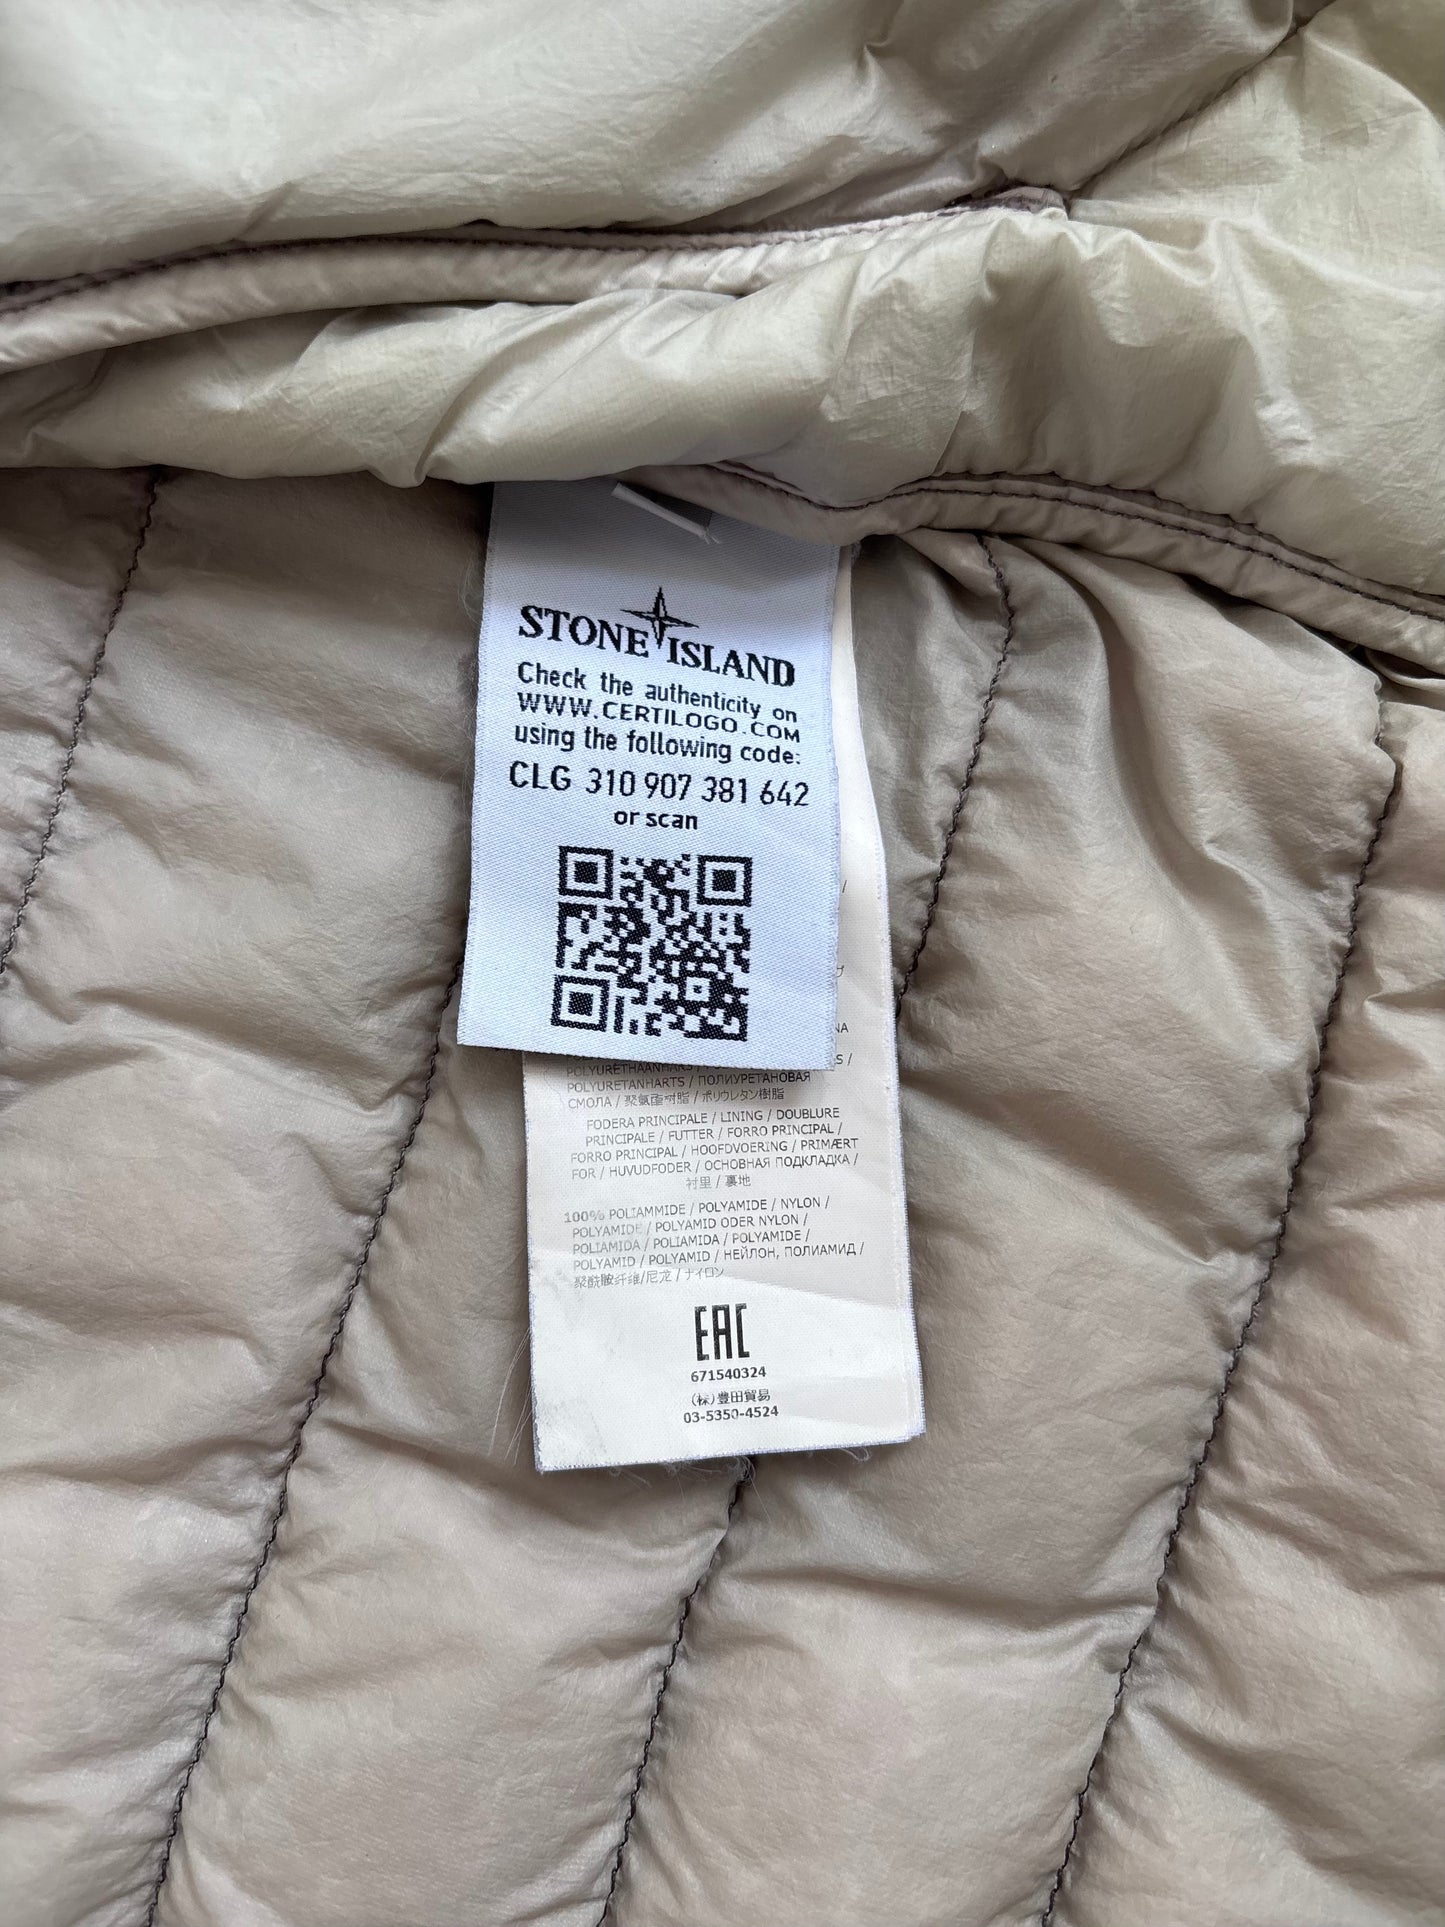 STONE ISLAND
Check the authenticity on
WWW.CERTILOGO.COM
using the following code:
CLG 310 907 381 642
or scan
NA
S /
POLYURETHAANHARS /
POLYURETANHARTS / ПОЛИУРЕТАНОВАЯ
СМОЛА / 聚氨酯树脂 / ポリウレタン樹脂
FODERA PRINCIPALE / LINING / DOUBLURE
PRINCIPALE / FUTTER / FORRO PRINCIPAL /
FORRO PRINCIPAL / HOOFDVOERING / PRIMÆRT
FOR / HUVUDFODER / ОСНОВНАЯ ПОДКЛАДКА /
衬里 / 裏地
100% POLIAMMIDE / POLYAMIDE / NYLON /
POLYAMIDE / POLYAMID ODER NYLON /
POLIAMIDA / POLIAMIDA / POLYAMIDE /
POLYAMID / POLYAMID / НЕЙЛОН, ПОЛИАМИД /
聚酰胺纤维/尼龙 / ナイロン
EAC
671540324
(株)豊田貿易
03-5350-4524